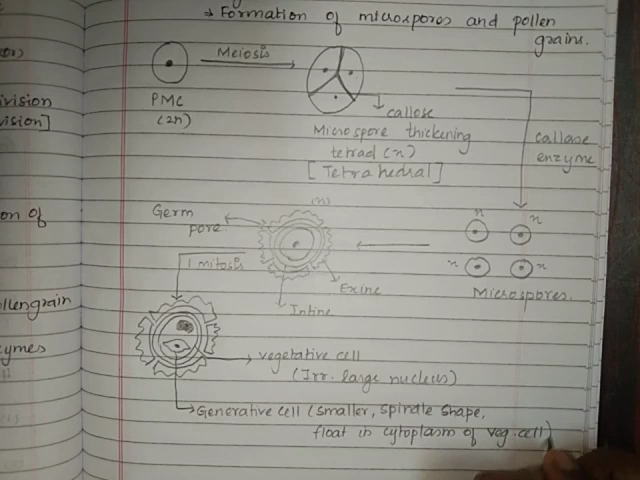 → Formation of microspores and pollen
grains.
Meiosis
PMC
(2n)
callose
thickening
Microspore
tetrad (n)
[Tetrahedral]
callase
enzyme
ivision
vision]
on of
llengrain
zymes
(n)
Germ
pore
n
n
n
n
Microspores.
Exine
Intine
1 mitosis
vegetative cell
(Irr. large nucleus)
Generative cell (smaller, spindle shape,
float in cytoplasm of veg. cell)